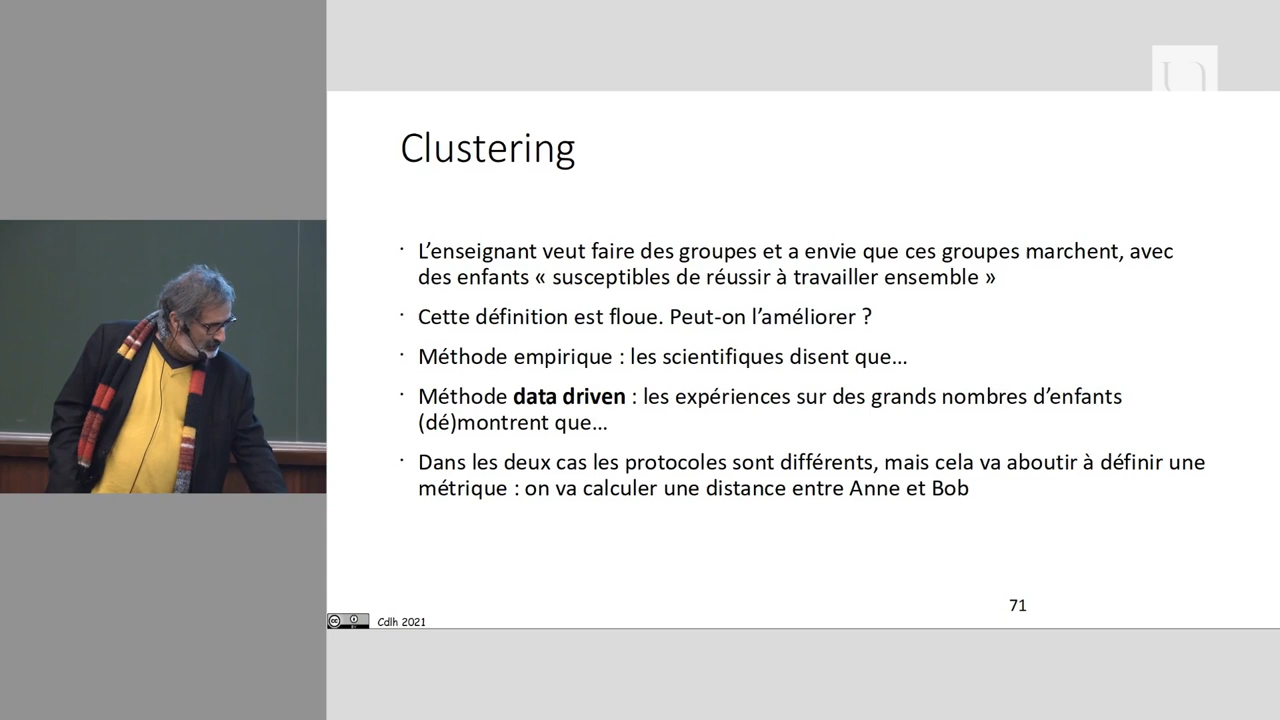 Clustering
· L’enseignant veut faire des groupes et a envie que ces groupes marchent, avec
des enfants « susceptibles de réussir à travailler ensemble »
· Cette définition est floue. Peut-on l’améliorer ?
· Méthode empirique : les scientifiques disent que…
· Méthode data driven : les expériences sur des grands nombres d’enfants
(dé)montrent que…
· Dans les deux cas les protocoles sont différents, mais cela va aboutir à définir une
métrique : on va calculer une distance entre Anne et Bob
71
Cdlh 2021